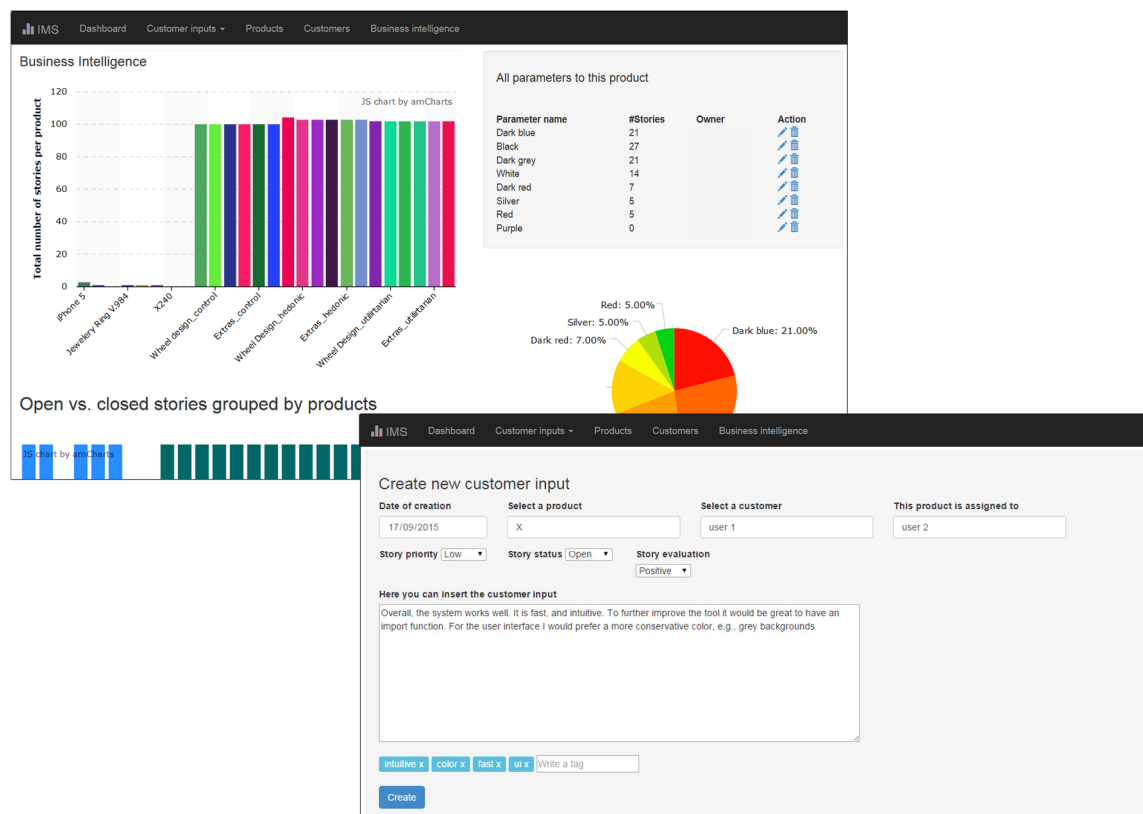 IMS Dashboard Customer inputs Products Customers Business intelligence
Business Intelligence
JS chart by amCharts
Total number of stories per product
120
100
80
60
40
20
0
iPhone 5
Jewelery Ring V.984
X240
Wheel design_control
Extras_control
Wheel Design_hedonic
Extras_hedonic
Wheel Design_utilirtarian
Extras_utilirtarian
All parameters to this product
Parameter name #Stories Owner Action
Dark blue 21
Black 27
Dark grey 21
White 14
Dark red 7
Silver 5
Red 5
Purple 0
Red: 5.00%
Silver: 5.00%
Dark red: 7.00%
Dark blue: 21.00%
Open vs. closed stories grouped by products
JS chart by amCharts
IMS Dashboard Customer inputs Products Customers Business intelligence
Create new customer input
Date of creation Select a product Select a customer This product is assigned to
17/09/2015 X user 1 user 2
Story priority Low Story status Open Story evaluation
Positive
Here you can insert the customer input
Overall, the system works well. It is fast, and intuitive. To further improve the tool it would be great to have an
import function. For the user interface I would prefer a more conservative color, e.g., grey backgrounds
intuitive x color x fast x ui x Write a tag
Create